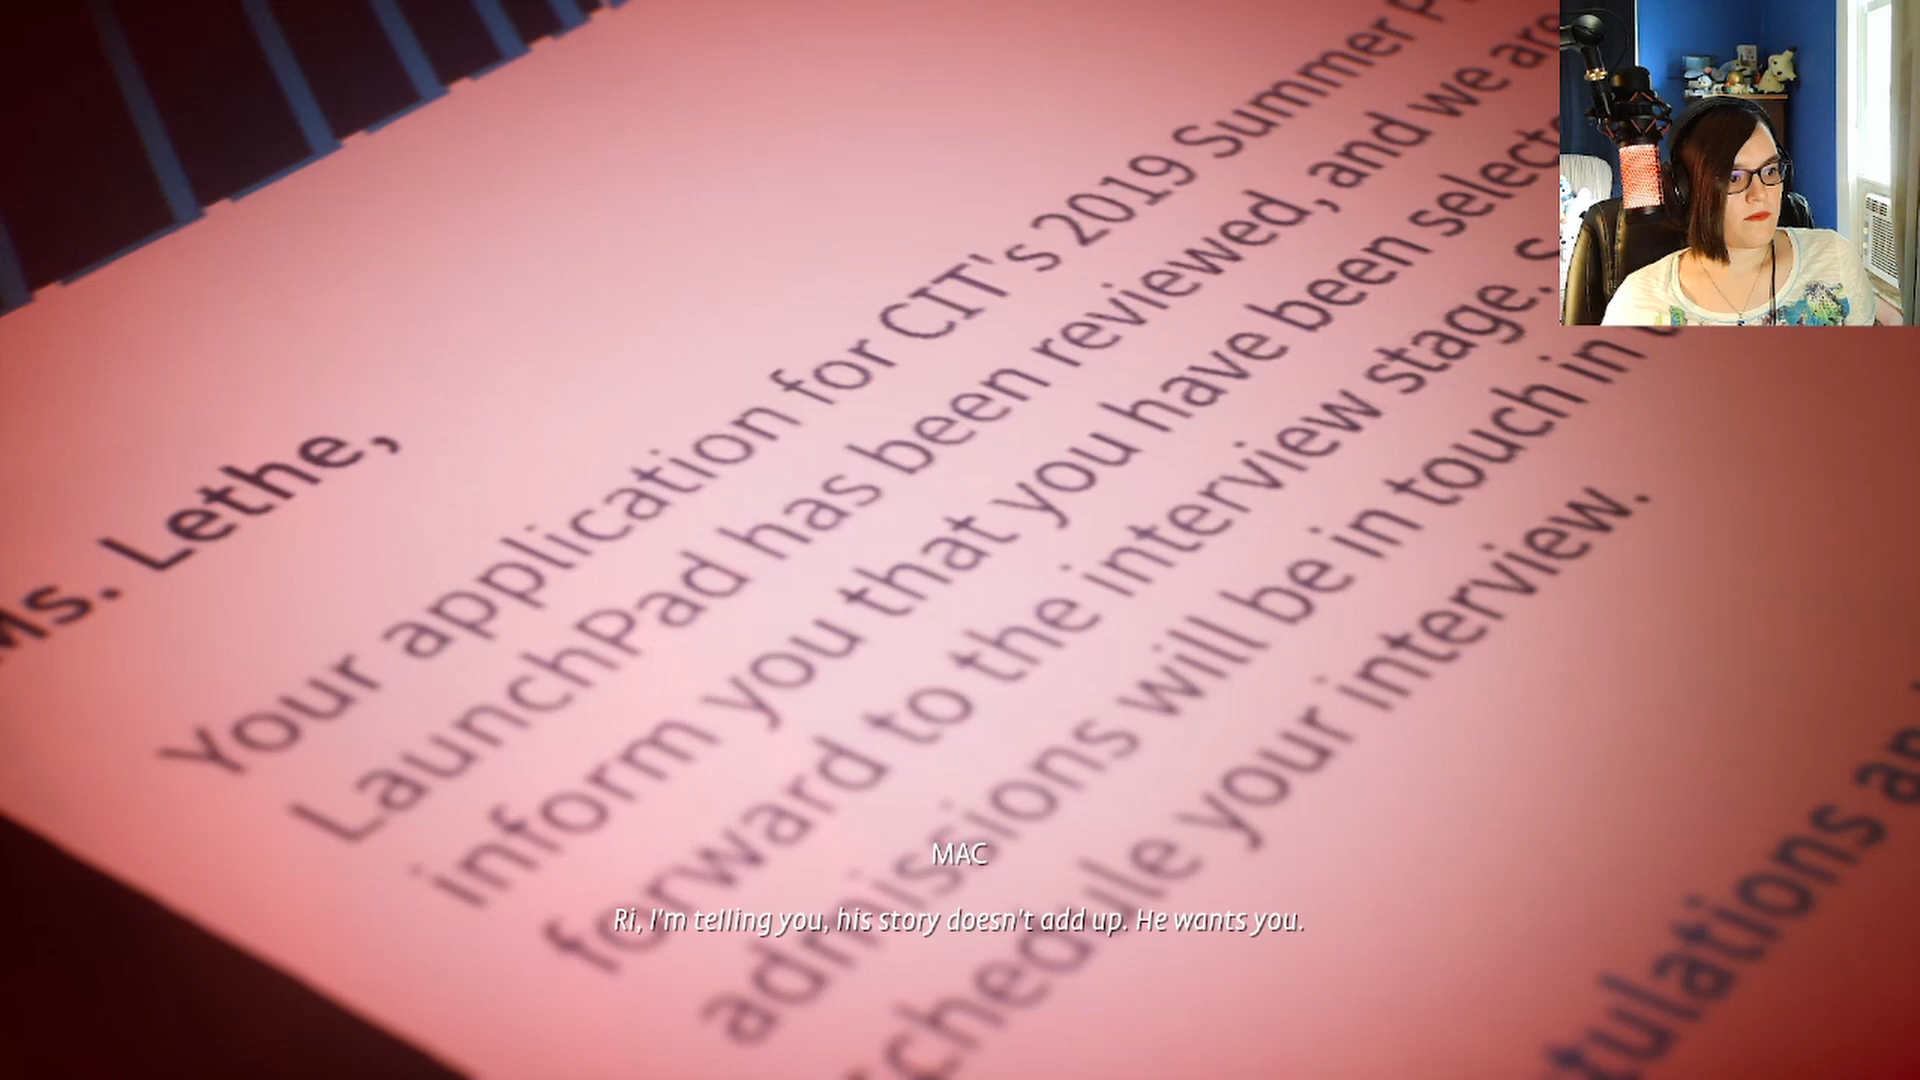 Ms. Lethe,
Your application for CIT's 2019 Summer
LaunchPad has been reviewed, and we are
inform you that you have been
forward to the interview stage.
admissions will be in touch in
schedule your interview.
MAC
Ri, I'm telling you, his story doesn't add up. He wants you.